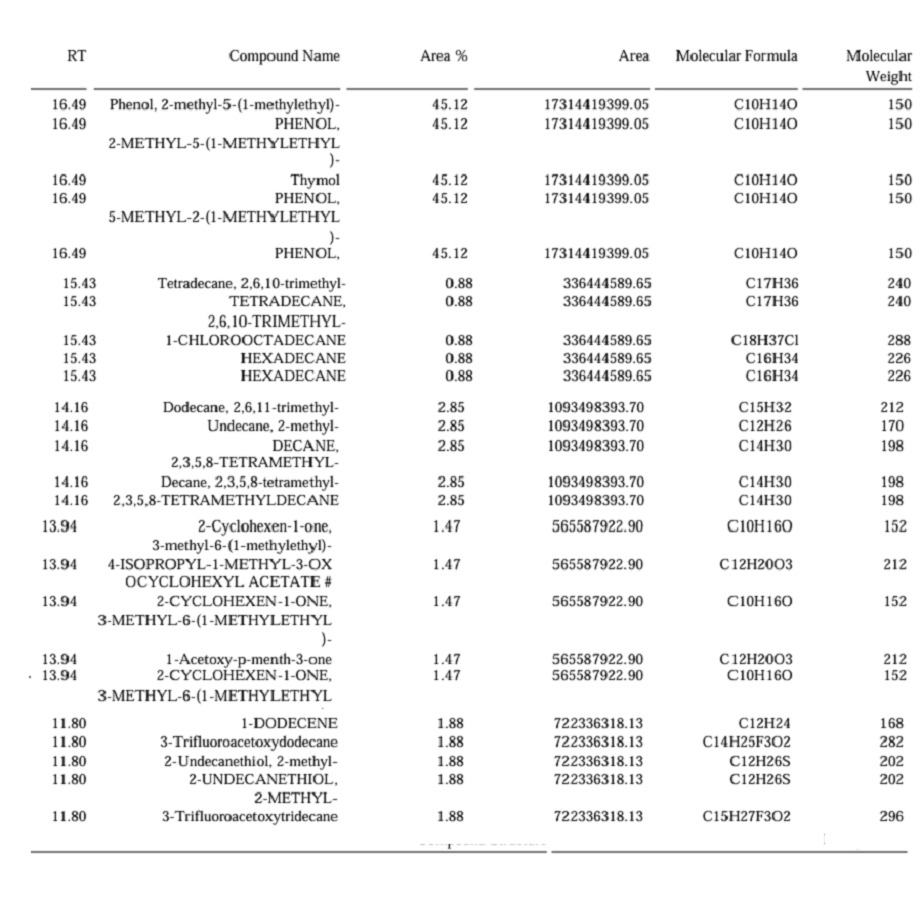 RT Compound Name Area % Area Molecular Formula Molecular
Weight
16.49 Phenol, 2-methyl-5-(1-methylethyl)- 45.12 17314419399.05 C10H14O 150
16.49 PHENOL, 45.12 17314419399.05 C10H14O 150
2-METHYL-5-(1-METHYLETHYL
)-
16.49 Thymol 45.12 17314419399.05 C10H14O 150
16.49 PHENOL, 45.12 17314419399.05 C10H14O 150
5-METHYL-2-(1-METHYLETHYL
)-
16.49 PHENOL, 45.12 17314419399.05 C10H14O 150
15.43 Tetradecane, 2,6,10-trimethyl- 0.88 336444589.65 C17H36 240
15.43 TETRADECANE, 0.88 336444589.65 C17H36 240
2,6,10-TRIMETHYL-
15.43 1-CHLOROOCTADECANE 0.88 336444589.65 C18H37Cl 288
15.43 HEXADECANE 0.88 336444589.65 C16H34 226
15.43 HEXADECANE 0.88 336444589.65 C16H34 226
14.16 Dodecane, 2,6,11-trimethyl- 2.85 1093498393.70 C15H32 212
14.16 Undecane, 2-methyl- 2.85 1093498393.70 C12H26 170
14.16 DECANE, 2.85 1093498393.70 C14H30 198
2,3,5,8-TETRAMETHYL-
14.16 Decane, 2,3,5,8-tetramethyl- 2.85 1093498393.70 C14H30 198
14.16 2,3,5,8-TETRAMETHYLDECANE 2.85 1093498393.70 C14H30 198
13.94 2-Cyclohexen-1-one, 1.47 565587922.90 C10H16O 152
3-methyl-6-(1-methylethyl)-
13.94 4-ISOPROPYL-1-METHYL-3-OX 1.47 565587922.90 C12H20O3 212
OCYCLOHEXYL ACETATE #
13.94 2-CYCLOHEXEN-1-ONE, 1.47 565587922.90 C10H16O 152
3-METHYL-6-(1-METHYLETHYL
)-
13.94 1-Acetoxy-p-menth-3-one 1.47 565587922.90 C12H20O3 212
13.94 2-CYCLOHEXEN-1-ONE, 1.47 565587922.90 C10H16O 152
3-METHYL-6-(1-METHYLETHYL
11.80 1-DODECENE 1.88 722336318.13 C12H24 168
11.80 3-Trifluoroacetoxydodecane 1.88 722336318.13 C14H25F3O2 282
11.80 2-Undecanethiol, 2-methyl- 1.88 722336318.13 C12H26S 202
11.80 2-UNDECANETHIOL, 1.88 722336318.13 C12H26S 202
2-METHYL-
11.80 3-Trifluoroacetoxytridecane 1.88 722336318.13 C15H27F3O2 296